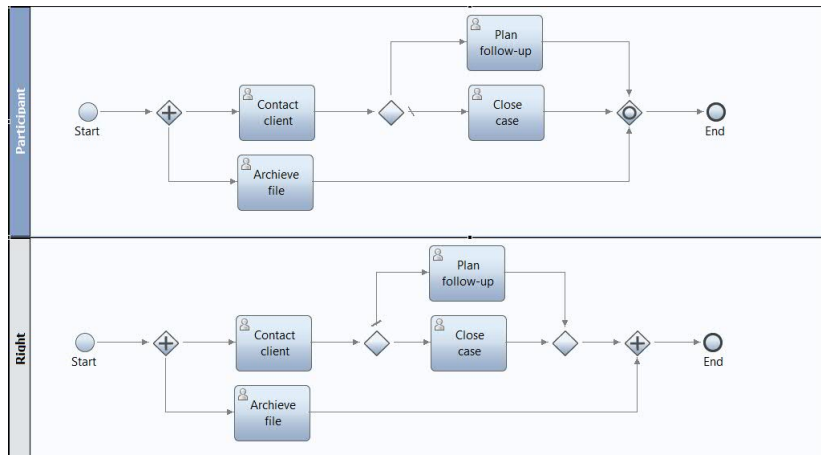 Participant
Plan
follow-up
Start
Contact
client
Close
case
End
Archieve
file
Right
Plan
follow-up
Start
Contact
client
Close
case
End
Archieve
file